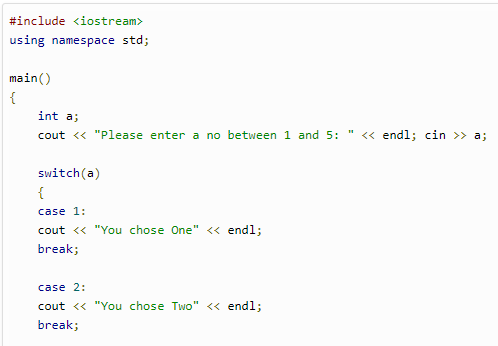 #include <iostream>
using namespace std;
main()
{
int a;
cout << "Please enter a no between 1 and 5: " << endl; cin >> a;
switch(a)
{
case 1:
cout << "You chose One" << endl;
break;
case 2:
cout << "You chose Two" << endl;
break;